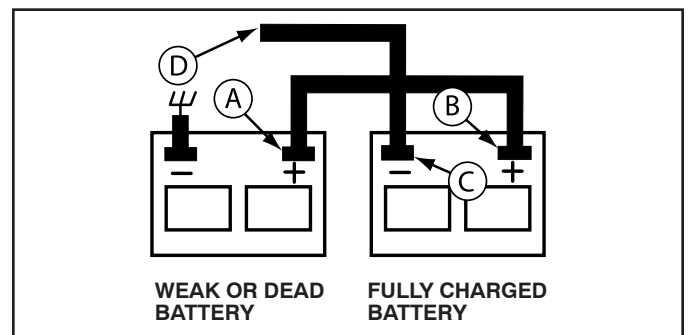 D
A
B
C
− + − +
WEAK OR DEAD
BATTERY
FULLY CHARGED
BATTERY